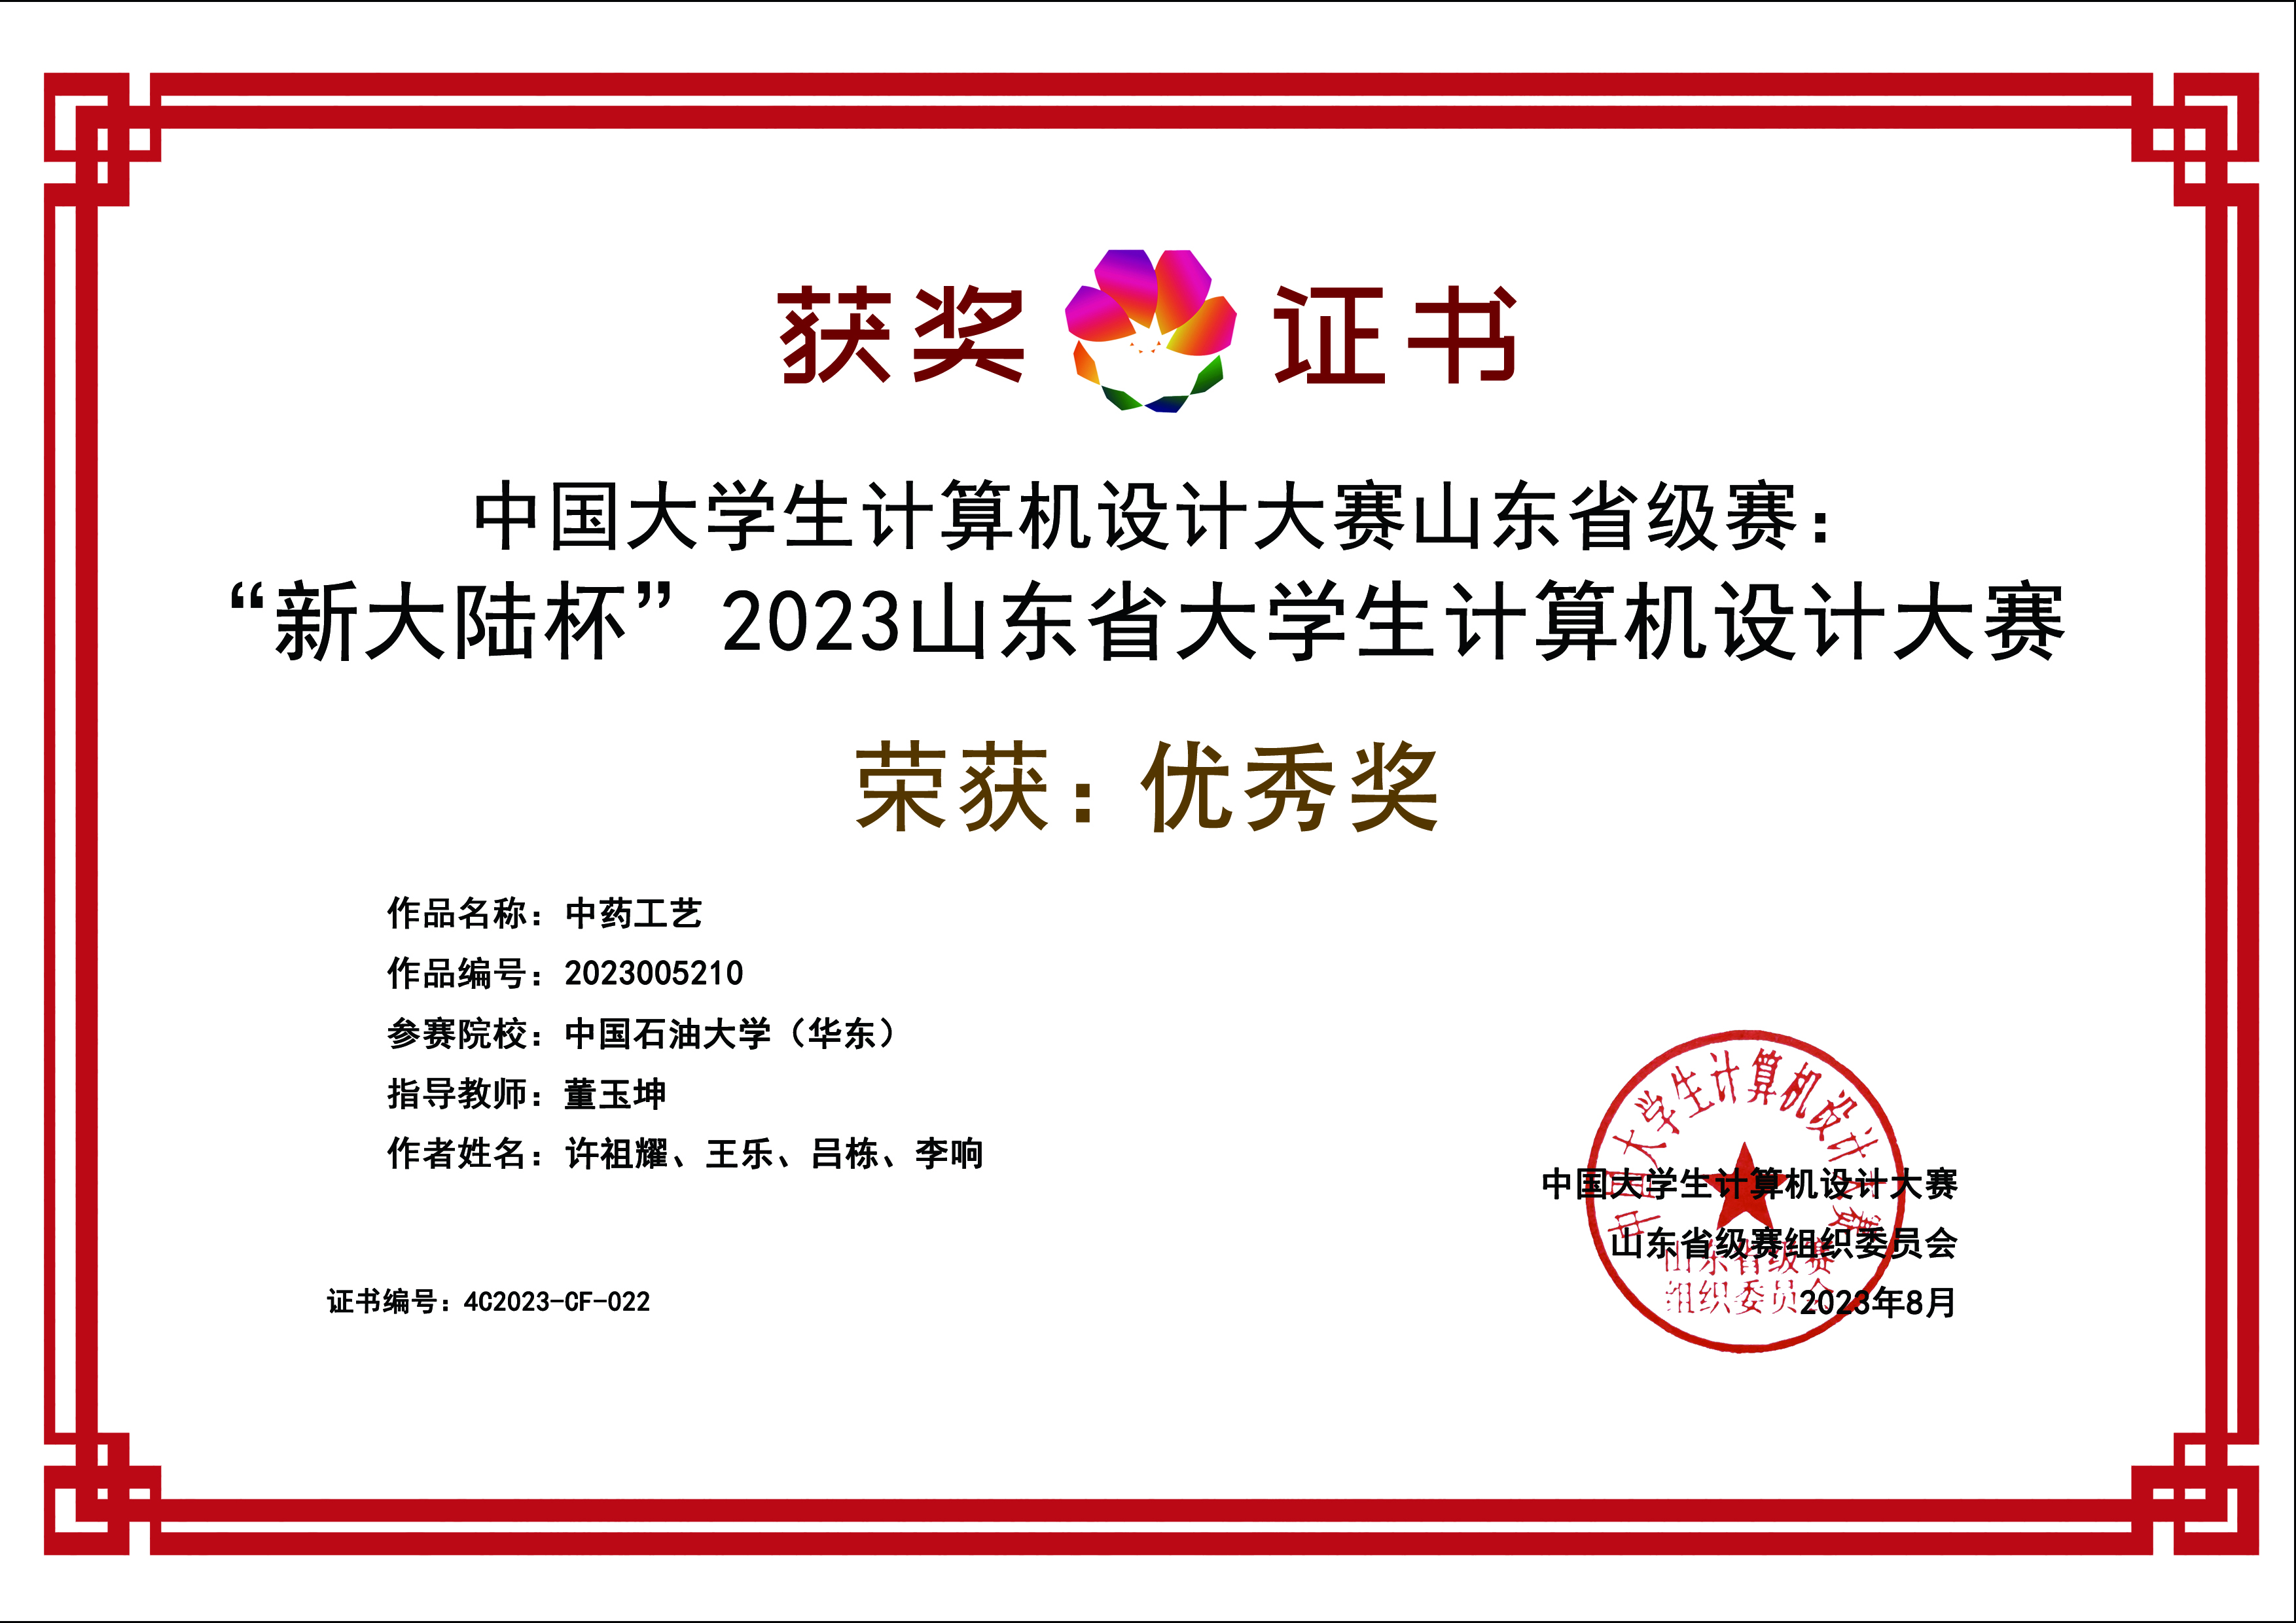 获奖证书
中国大学生计算机设计大赛山东省级赛：
“新大陆杯”2023山东省大学生计算机设计大赛
荣获：优秀奖
作品名称：中药工艺
作品编号：2023005210
参赛院校：中国石油大学（华东）
指导教师：董玉坤
作者姓名：许祖耀、王乐、吕栋、李响
中国大学生计算机设计大赛
山东省级赛组织委员会
2023年8月
证书编号：4C2023-CF-022
中国大学生计算机设计大赛
山东省级赛
组织委员会